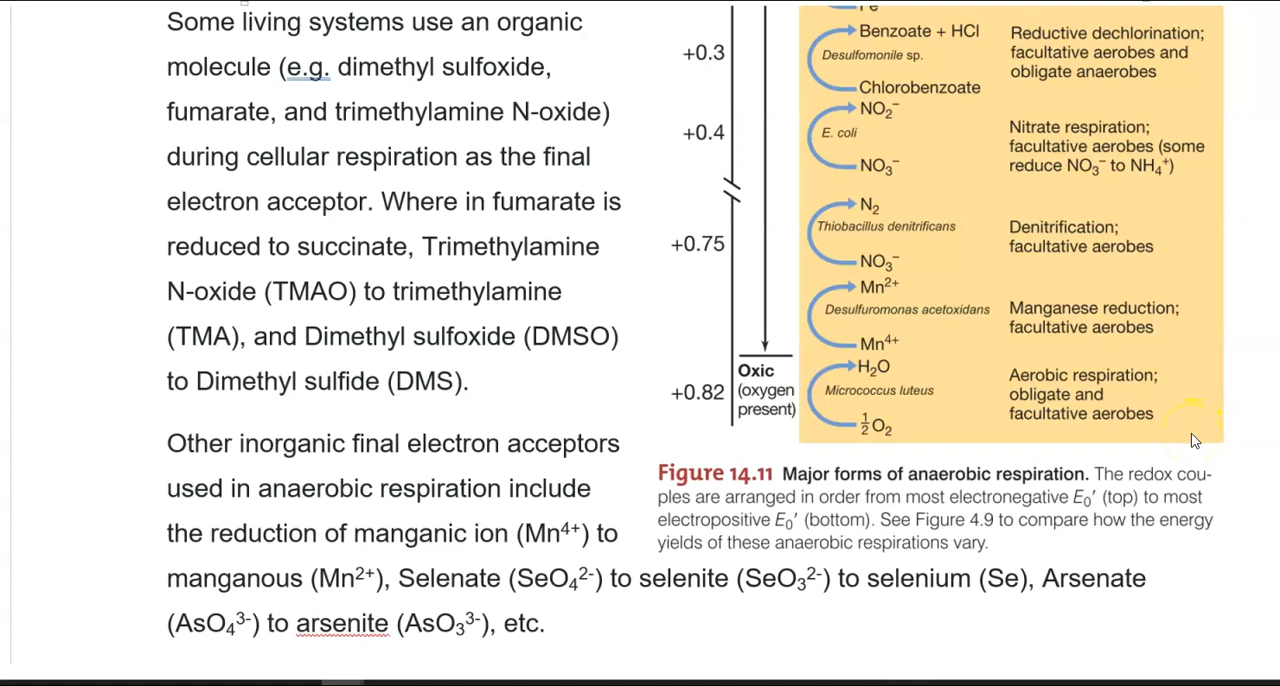 Some living systems use an organic
molecule (e.g. dimethyl sulfoxide,
fumarate, and trimethylamine N-oxide)
during cellular respiration as the final
electron acceptor. Where in fumarate is
reduced to succinate, Trimethylamine
N-oxide (TMAO) to trimethylamine
(TMA), and Dimethyl sulfoxide (DMSO)
to Dimethyl sulfide (DMS).
Other inorganic final electron acceptors
used in anaerobic respiration include
the reduction of manganic ion (Mn⁴⁺) to
manganous (Mn²⁺), Selenate (SeO₄²⁻) to selenite (SeO₃²⁻) to selenium (Se), Arsenate
(AsO₄³⁻) to arsenite (AsO₃³⁻), etc.
+0.3
Benzoate + HCl
Desulfomonile sp.
Chlorobenzoate
Reductive dechlorination;
facultative aerobes and
obligate anaerobes
+0.4
NO₂⁻
E. coli
NO₃⁻
Nitrate respiration;
facultative aerobes (some
reduce NO₃⁻ to NH₄⁺)
+0.75
N₂
Thiobacillus denitrificans
NO₃⁻
Denitrification;
facultative aerobes
Mn²⁺
Desulfuromonas acetoxidans
Mn⁴⁺
Manganese reduction;
facultative aerobes
+0.82
Oxic
(oxygen
present)
H₂O
Micrococcus luteus
½O₂
Aerobic respiration;
obligate and
facultative aerobes
Figure 14.11 Major forms of anaerobic respiration. The redox cou-
ples are arranged in order from most electronegative E₀′ (top) to most
electropositive E₀′ (bottom). See Figure 4.9 to compare how the energy
yields of these anaerobic respirations vary.